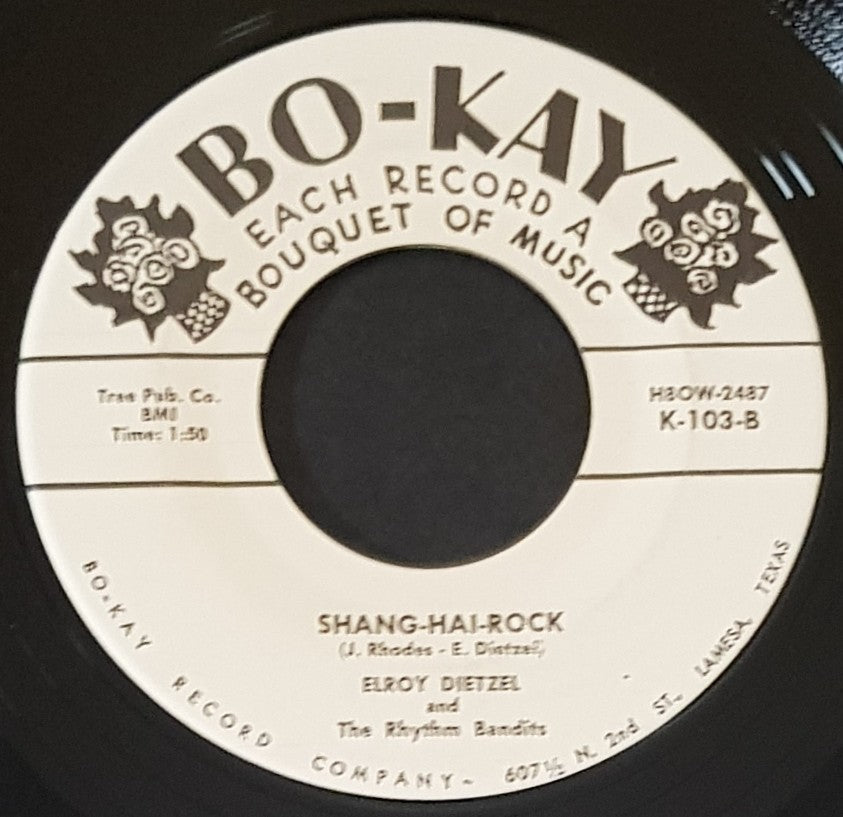 BO-KAY
EACH RECORD A
BOUQUET OF MUSIC
Tree Pub. Co.
BMI
Time: 1:50
H8OW-2487
K-103-B
SHANG-HAI-ROCK
(J. Rhodes - E. Dietzel)
ELROY DIETZEL
and
The Rhythm Bandits
BO-KAY RECORD COMPANY - 607½ N. 2nd ST., LAMESA, TEXAS